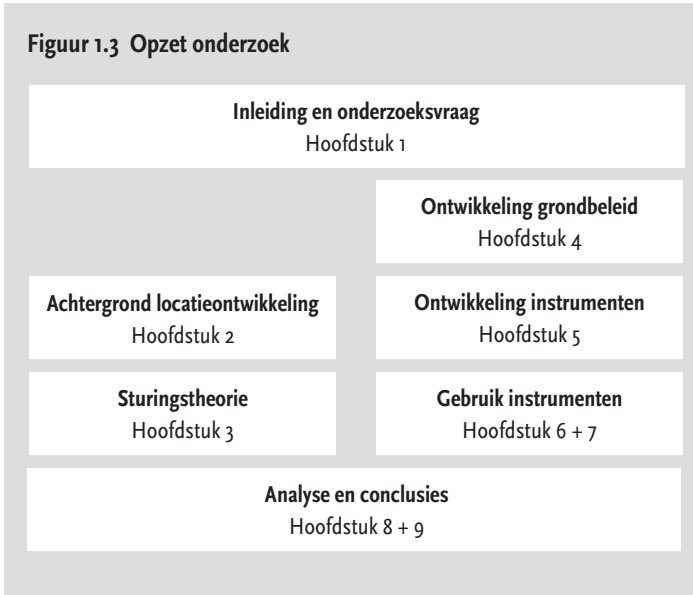 Figuur 1.3 Opzet onderzoek
Inleiding en onderzoeksvraag
Hoofdstuk 1
Ontwikkeling grondbeleid
Hoofdstuk 4
Achtergrond locatieontwikkeling
Hoofdstuk 2
Ontwikkeling instrumenten
Hoofdstuk 5
Sturingstheorie
Hoofdstuk 3
Gebruik instrumenten
Hoofdstuk 6 + 7
Analyse en conclusies
Hoofdstuk 8 + 9